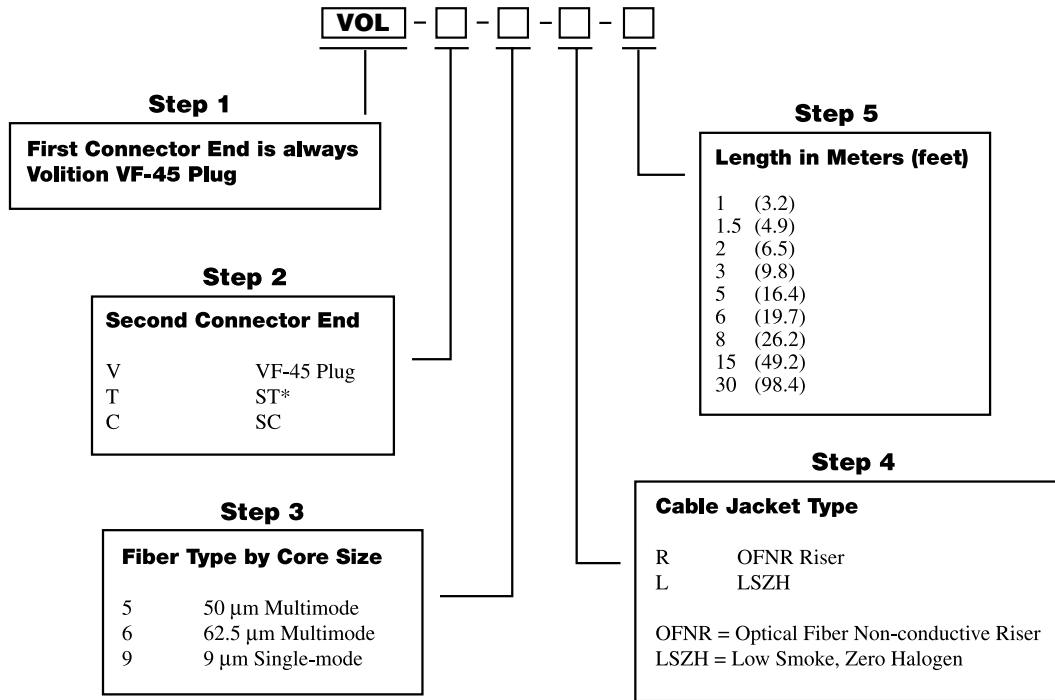 VOL - □ - □ - □ - □
Step 1
First Connector End is always
Volition VF-45 Plug
Step 2
Second Connector End
V VF-45 Plug
T ST*
C SC
Step 3
Fiber Type by Core Size
5 50 µm Multimode
6 62.5 µm Multimode
9 9 µm Single-mode
Step 5
Length in Meters (feet)
1 (3.2)
1.5 (4.9)
2 (6.5)
3 (9.8)
5 (16.4)
6 (19.7)
8 (26.2)
15 (49.2)
30 (98.4)
Step 4
Cable Jacket Type
R OFNR Riser
L LSZH
OFNR = Optical Fiber Non-conductive Riser
LSZH = Low Smoke, Zero Halogen